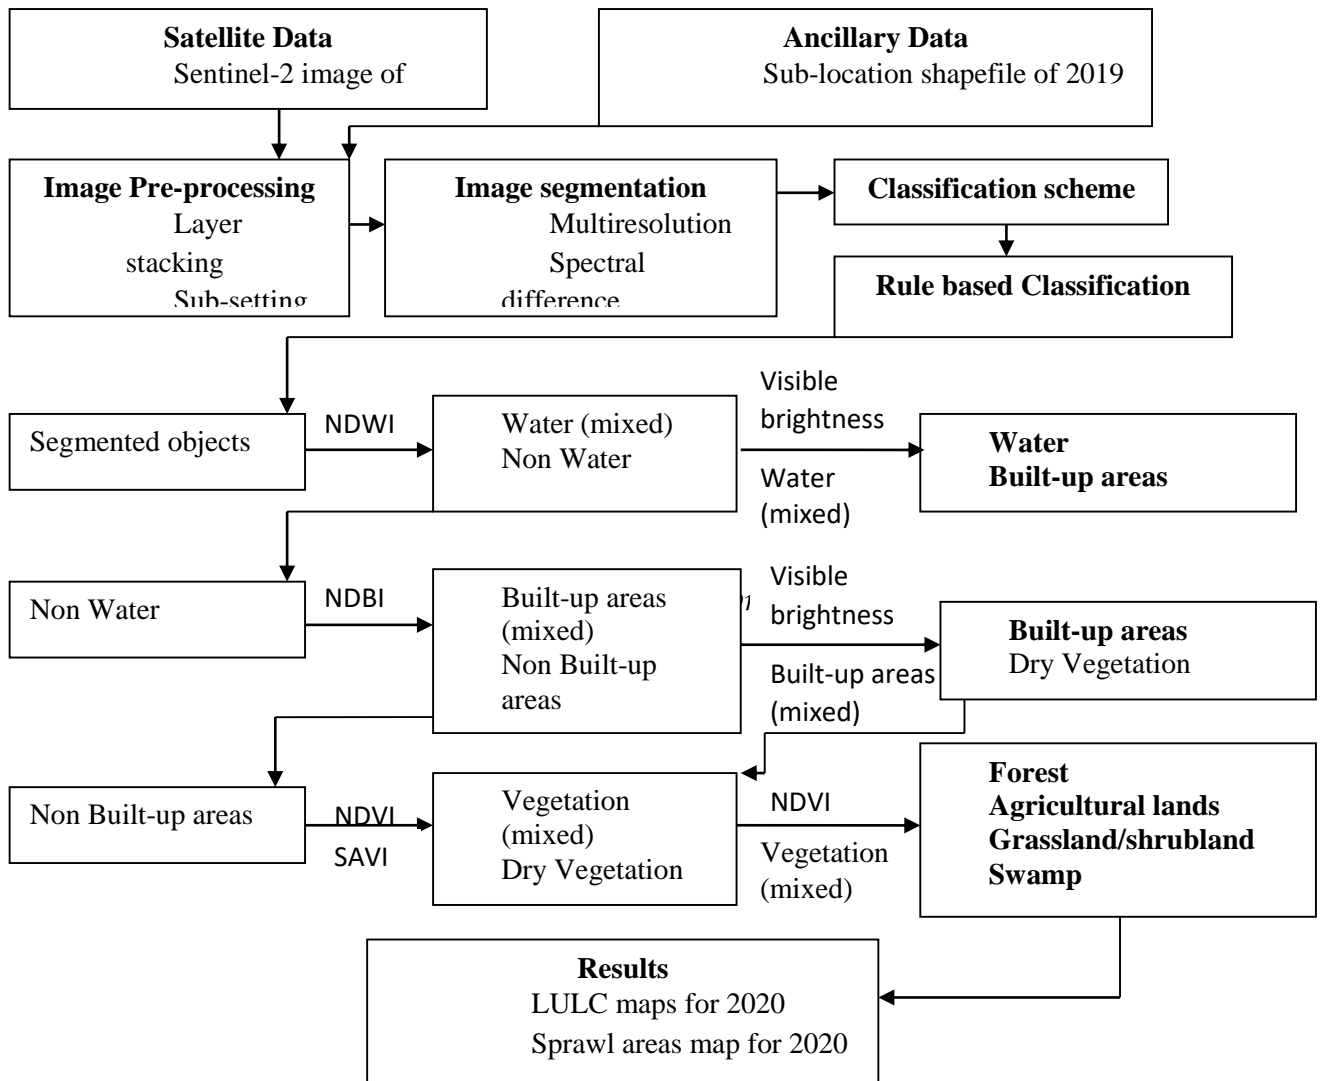 Satellite Data
Sentinel-2 image of
Ancillary Data
Sub-location shapefile of 2019
Image Pre-processing
Layer
stacking
Sub-setting
Image segmentation
Multiresolution
Spectral
difference
Classification scheme
Rule based Classification
Segmented objects
NDWI
Water (mixed)
Non Water
Visible
brightness
Water
(mixed)
Water
Built-up areas
Non Water
NDBI
Built-up areas
(mixed)
Non Built-up
areas
Visible
brightness
Built-up areas
(mixed)
Built-up areas
Dry Vegetation
Non Built-up areas
NDVI
SAVI
Vegetation
(mixed)
Dry Vegetation
NDVI
Vegetation
(mixed)
Forest
Agricultural lands
Grassland/shrubland
Swamp
Results
LULC maps for 2020
Sprawl areas map for 2020